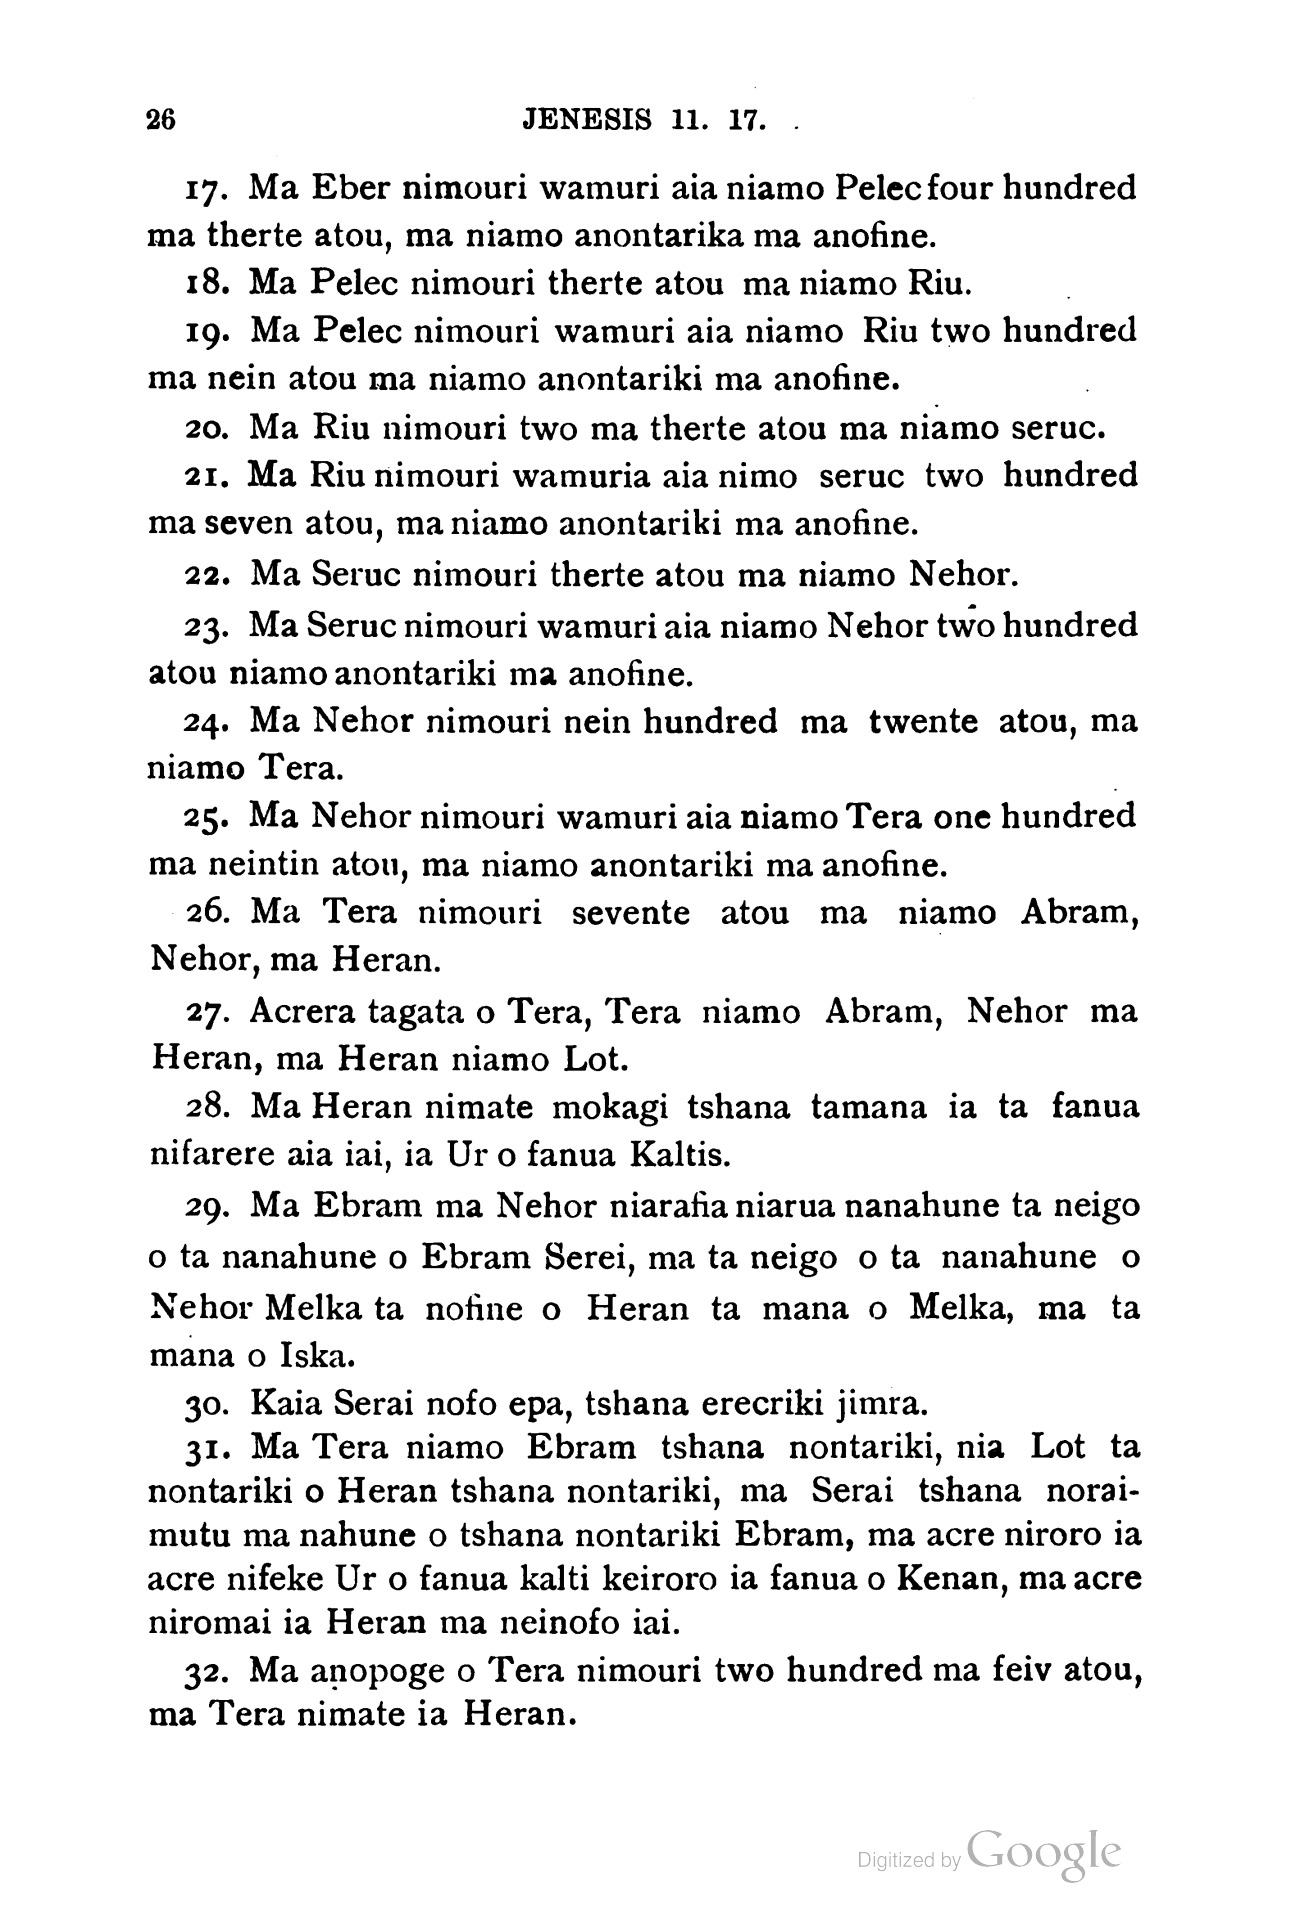 26 JENESIS 11. 17.
17. Ma Eber nimouri wamuri aia niamo Pelec four hundred
ma therte atou, ma niamo anontarika ma anofine.
18. Ma Pelec nimouri therte atou ma niamo Riu.
19. Ma Pelec nimouri wamuri aia niamo Riu two hundred
ma nein atou ma niamo anontariki ma anofine.
20. Ma Riu nimouri two ma therte atou ma niamo seruc.
21. Ma Riu nimouri wamuria aia nimo seruc two hundred
ma seven atou, ma niamo anontariki ma anofine.
22. Ma Seruc nimouri therte atou ma niamo Nehor.
23. Ma Seruc nimouri wamuri aia niamo Nehor two hundred
atou niamo anontariki ma anofine.
24. Ma Nehor nimouri nein hundred ma twente atou, ma
niamo Tera.
25. Ma Nehor nimouri wamuri aia niamo Tera one hundred
ma neintin atou, ma niamo anontariki ma anofine.
26. Ma Tera nimouri sevente atou ma niamo Abram,
Nehor, ma Heran.
27. Acrera tagata o Tera, Tera niamo Abram, Nehor ma
Heran, ma Heran niamo Lot.
28. Ma Heran nimate mokagi tshana tamana ia ta fanua
nifarere aia iai, ia Ur o fanua Kaltis.
29. Ma Ebram ma Nehor niarafia niarua nanahune ta neigo
o ta nanahune o Ebram Serei, ma ta neigo o ta nanahune o
Nehor Melka ta nofine o Heran ta mana o Melka, ma ta
mana o Iska.
30. Kaia Serai nofo epa, tshana erecriki jimra.
31. Ma Tera niamo Ebram tshana nontariki, nia Lot ta
nontariki o Heran tshana nontariki, ma Serai tshana norai-
mutu ma nahune o tshana nontariki Ebram, ma acre niroro ia
acre nifeke Ur o fanua kalti keiroro ia fanua o Kenan, ma acre
niromai ia Heran ma neinofo iai.
32. Ma anopoge o Tera nimouri two hundred ma feiv atou,
ma Tera nimate ia Heran.
Digitized by Google